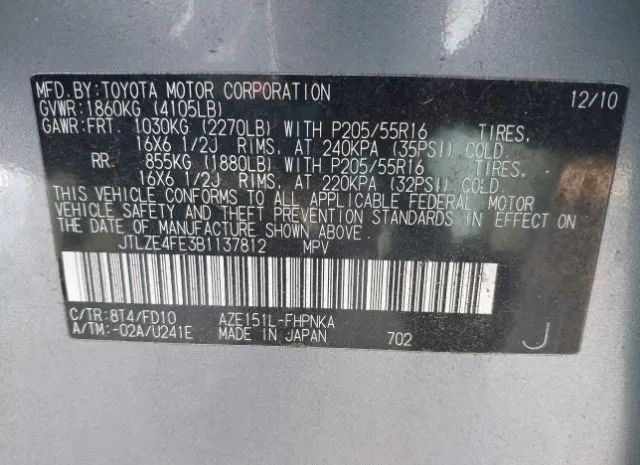 MFD.BY:TOYOTA MOTOR CORPORATION 12/10
GVWR:1860KG (4105LB)
GAWR:FRT. 1030KG (2270LB) WITH P205/55R16 TIRES,
16X6 1/2J RIMS, AT 240KPA (35PSI) COLD.
RR. 855KG (1880LB) WITH P205/55R16 TIRES,
16X6 1/2J RIMS, AT 220KPA (32PSI) COLD.
THIS VEHICLE CONFORMS TO ALL APPLICABLE FEDERAL MOTOR
VEHICLE SAFETY AND THEFT PREVENTION STANDARDS IN EFFECT ON
THE DATE OF MANUFACTURE SHOWN ABOVE.
JTLZE4FE3B1137812 MPV
C/TR:8T4/FD10 AZE151L-FHPNKA
A/TM:-02A/U241E MADE IN JAPAN 702 J